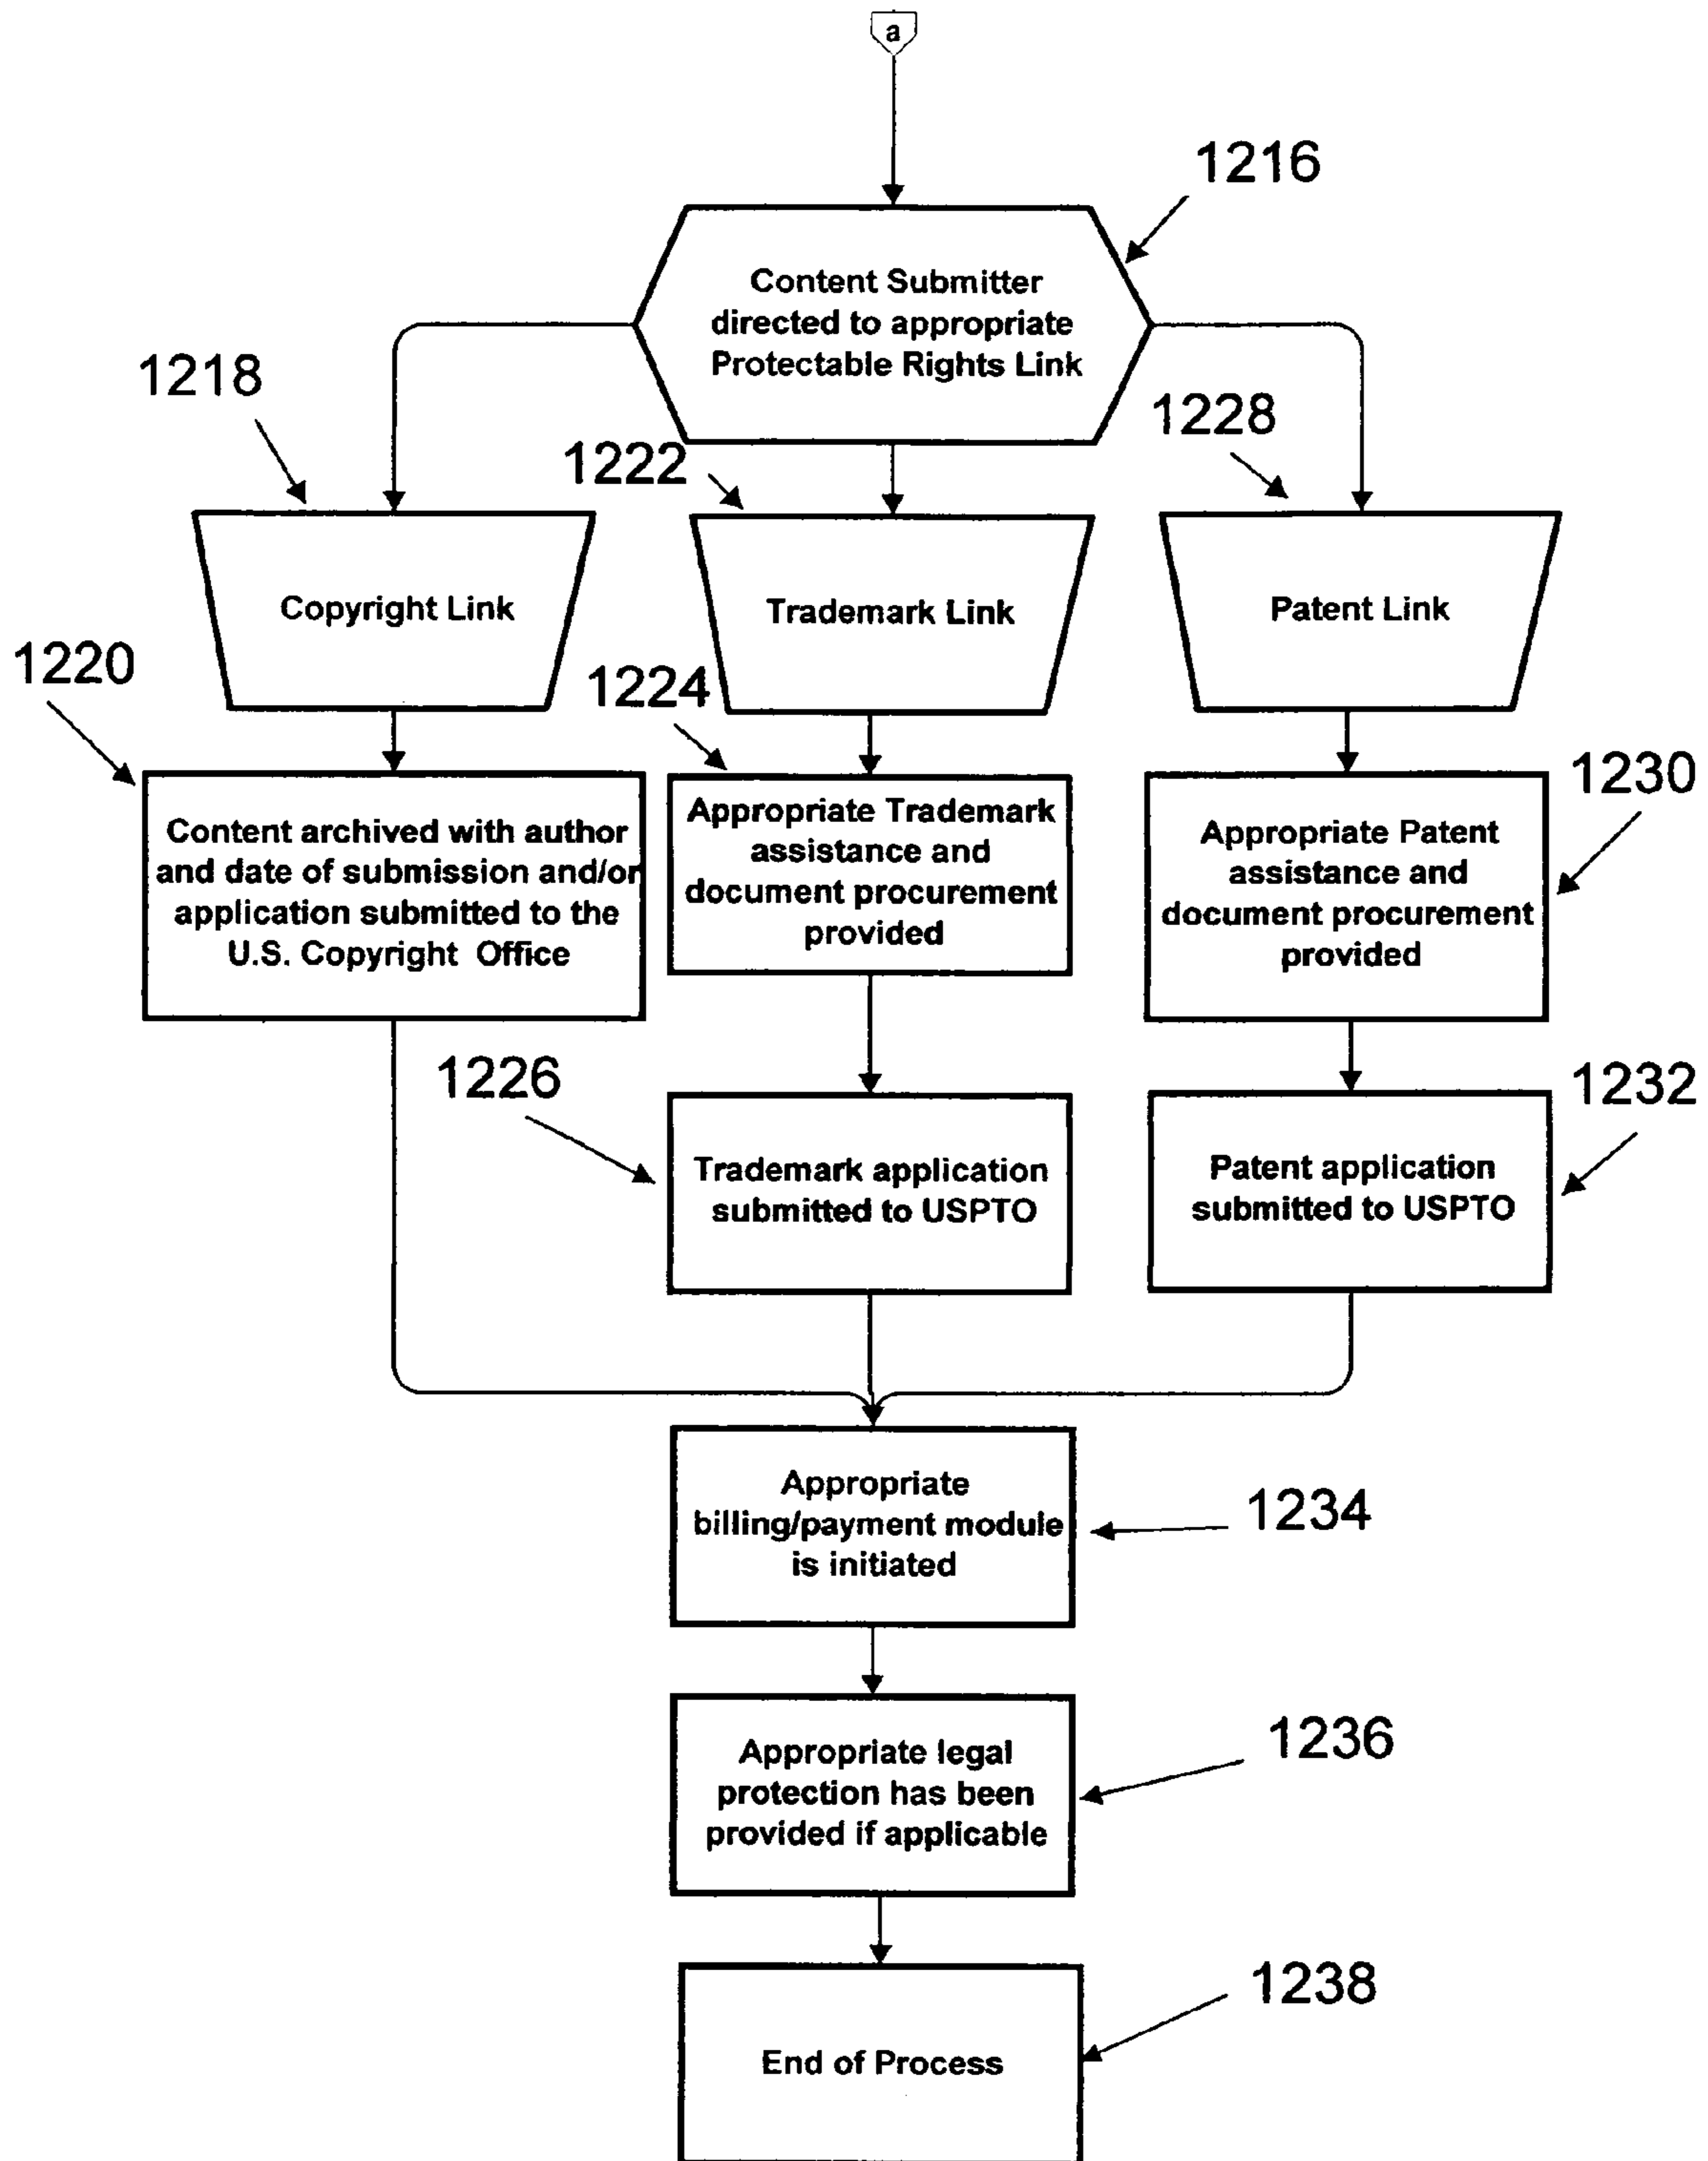 a
1216
Content Submitter
directed to appropriate
Protectable Rights Link
1218
1222
1228
Copyright Link
Trademark Link
Patent Link
1220
1224
1230
Content archived with author
and date of submission and/or
application submitted to the
U.S. Copyright Office
Appropriate Trademark
assistance and
document procurement
provided
Appropriate Patent
assistance and
document procurement
provided
1226
1232
Trademark application
submitted to USPTO
Patent application
submitted to USPTO
Appropriate
billing/payment module
is initiated
1234
Appropriate legal
protection has been
provided if applicable
1236
End of Process
1238